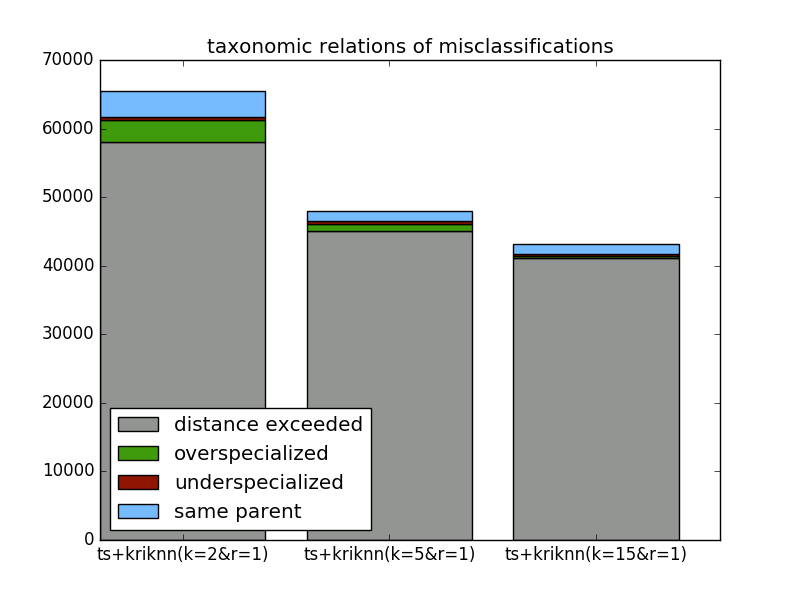 taxonomic relations of misclassifications
70000
60000
50000
40000
30000
20000
10000
0
distance exceeded
overspecialized
underspecialized
same parent
ts+kriknn(k=2&r=1) ts+kriknn(k=5&r=1) ts+kriknn(k=15&r=1)